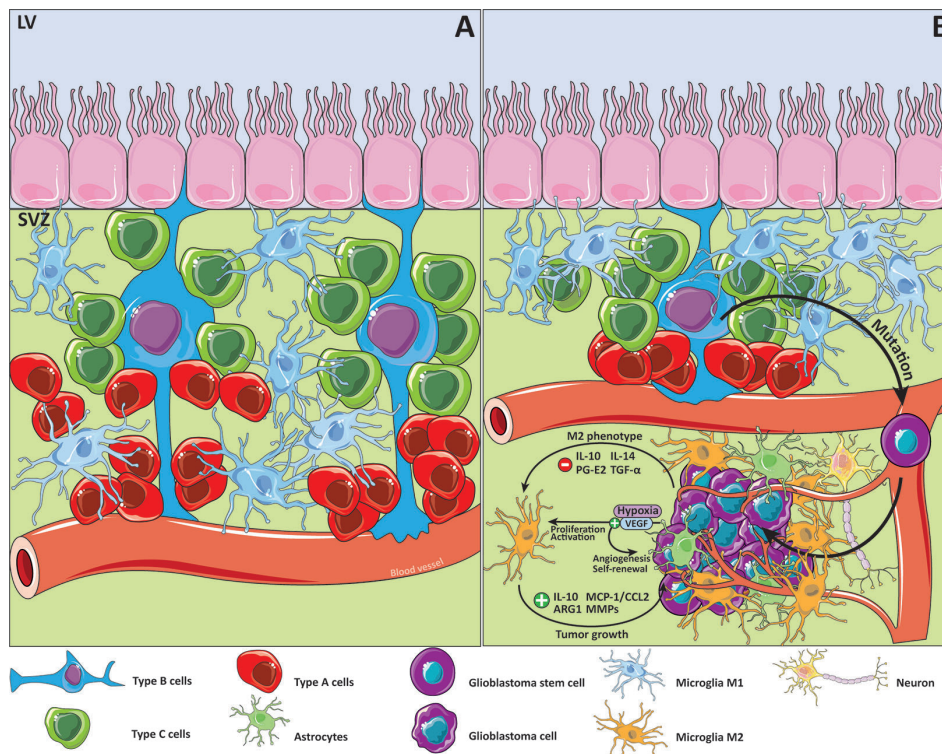 LV
A
B
SVZ
Mutation
M2 phenotype
IL-10 IL-14
PG-E2 TGF-α
Hypoxia
VEGF
Proliferation
Activation
Angiogenesis
Self-renewal
IL-10 MCP-1/CCL2
ARG1 MMPs
Tumor growth
Blood vessel
Type B cells
Type A cells
Glioblastoma stem cell
Microglia M1
Neuron
Type C cells
Astrocytes
Glioblastoma cell
Microglia M2